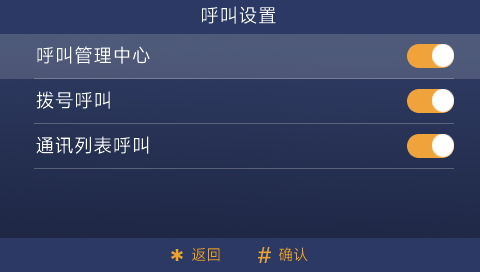 呼叫设置
呼叫管理中心
拨号呼叫
通讯列表呼叫
* 返回 # 确认